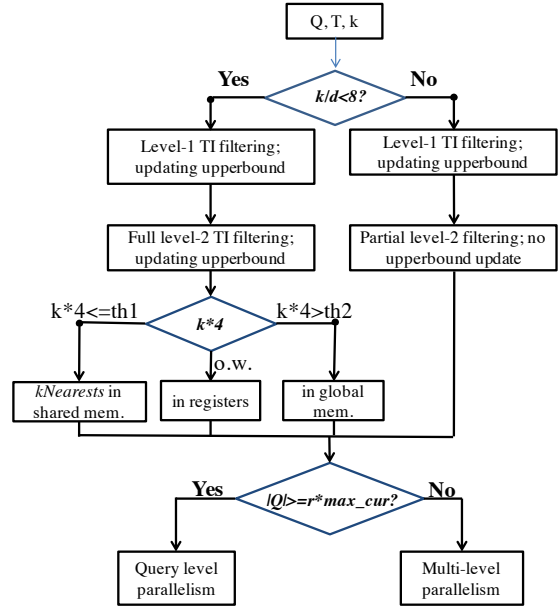 Q, T, k
Yes
No
k/d<8?
Level-1 TI filtering;
updating upperbound
Level-1 TI filtering;
updating upperbound
Full level-2 TI filtering;
updating upperbound
Partial level-2 filtering; no
upperbound update
k*4<=th1
k*4
k*4>th2
o.w.
kNearests in
shared mem.
in registers
in global
mem.
Yes
|Q|>=r*max_cur?
No
Query level
parallelism
Multi-level
parallelism